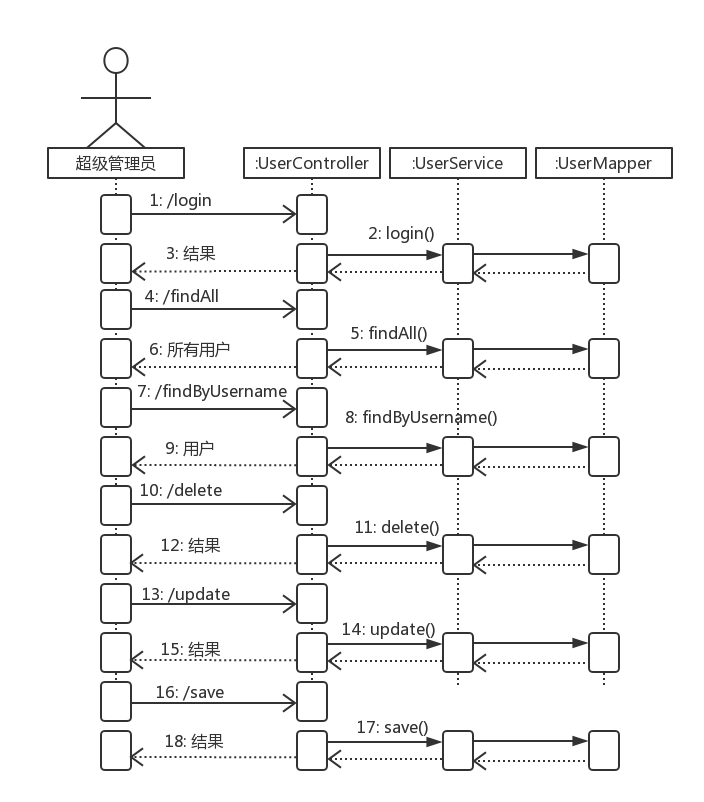 超级管理员
:UserController
:UserService
:UserMapper
1: /login
2: login()
3: 结果
4: /findAll
5: findAll()
6: 所有用户
7: /findByUsername
8: findByUsername()
9: 用户
10: /delete
11: delete()
12: 结果
13: /update
14: update()
15: 结果
16: /save
17: save()
18: 结果